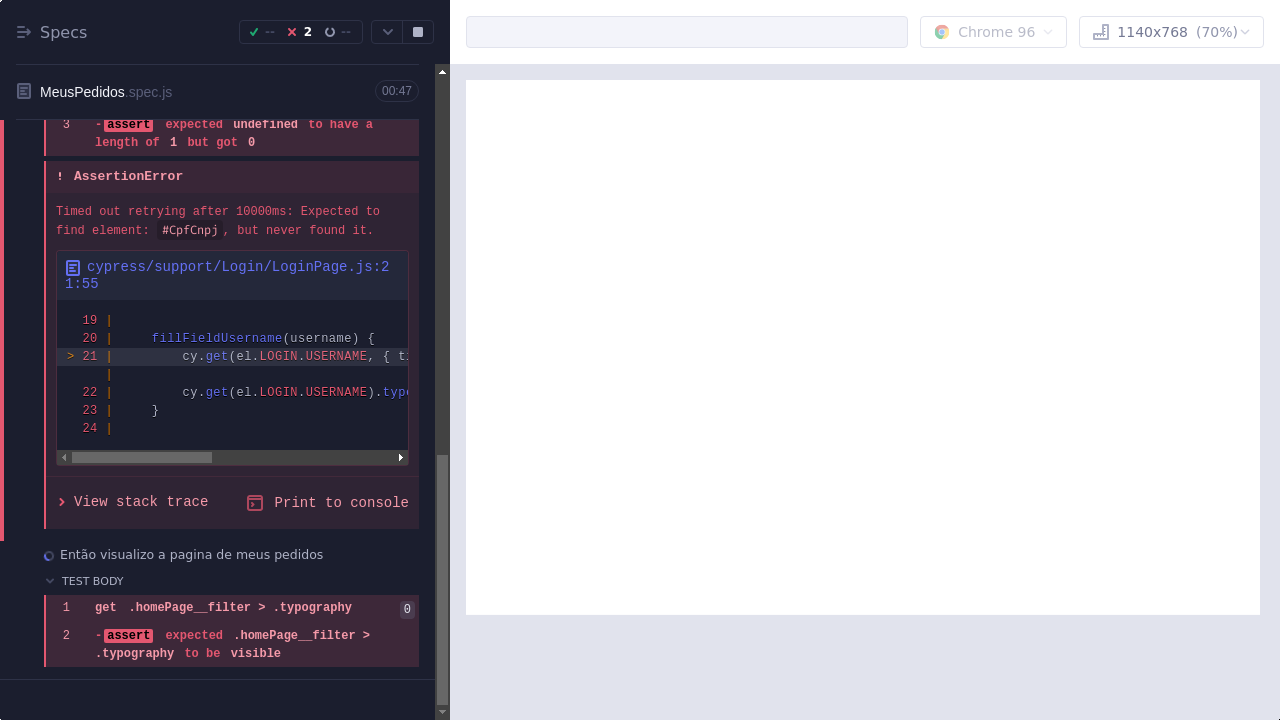 Specs
--
2
--
Chrome 96
1140x768 (70%)
MeusPedidos.spec.js
00:47
3 -assert expected undefined to have a
length of 1 but got 0
! AssertionError
Timed out retrying after 10000ms: Expected to
find element: #CpfCnpj, but never found it.
cypress/support/Login/LoginPage.js:2
1:55
19 |
20 | fillFieldUsername(username) {
> 21 | cy.get(el.LOGIN.USERNAME, { ti
|
22 | cy.get(el.LOGIN.USERNAME).type
23 | }
24 |
View stack trace
Print to console
Então visualizo a pagina de meus pedidos
TEST BODY
1 get .homePage__filter > .typography 0
2 -assert expected .homePage__filter >
.typography to be visible